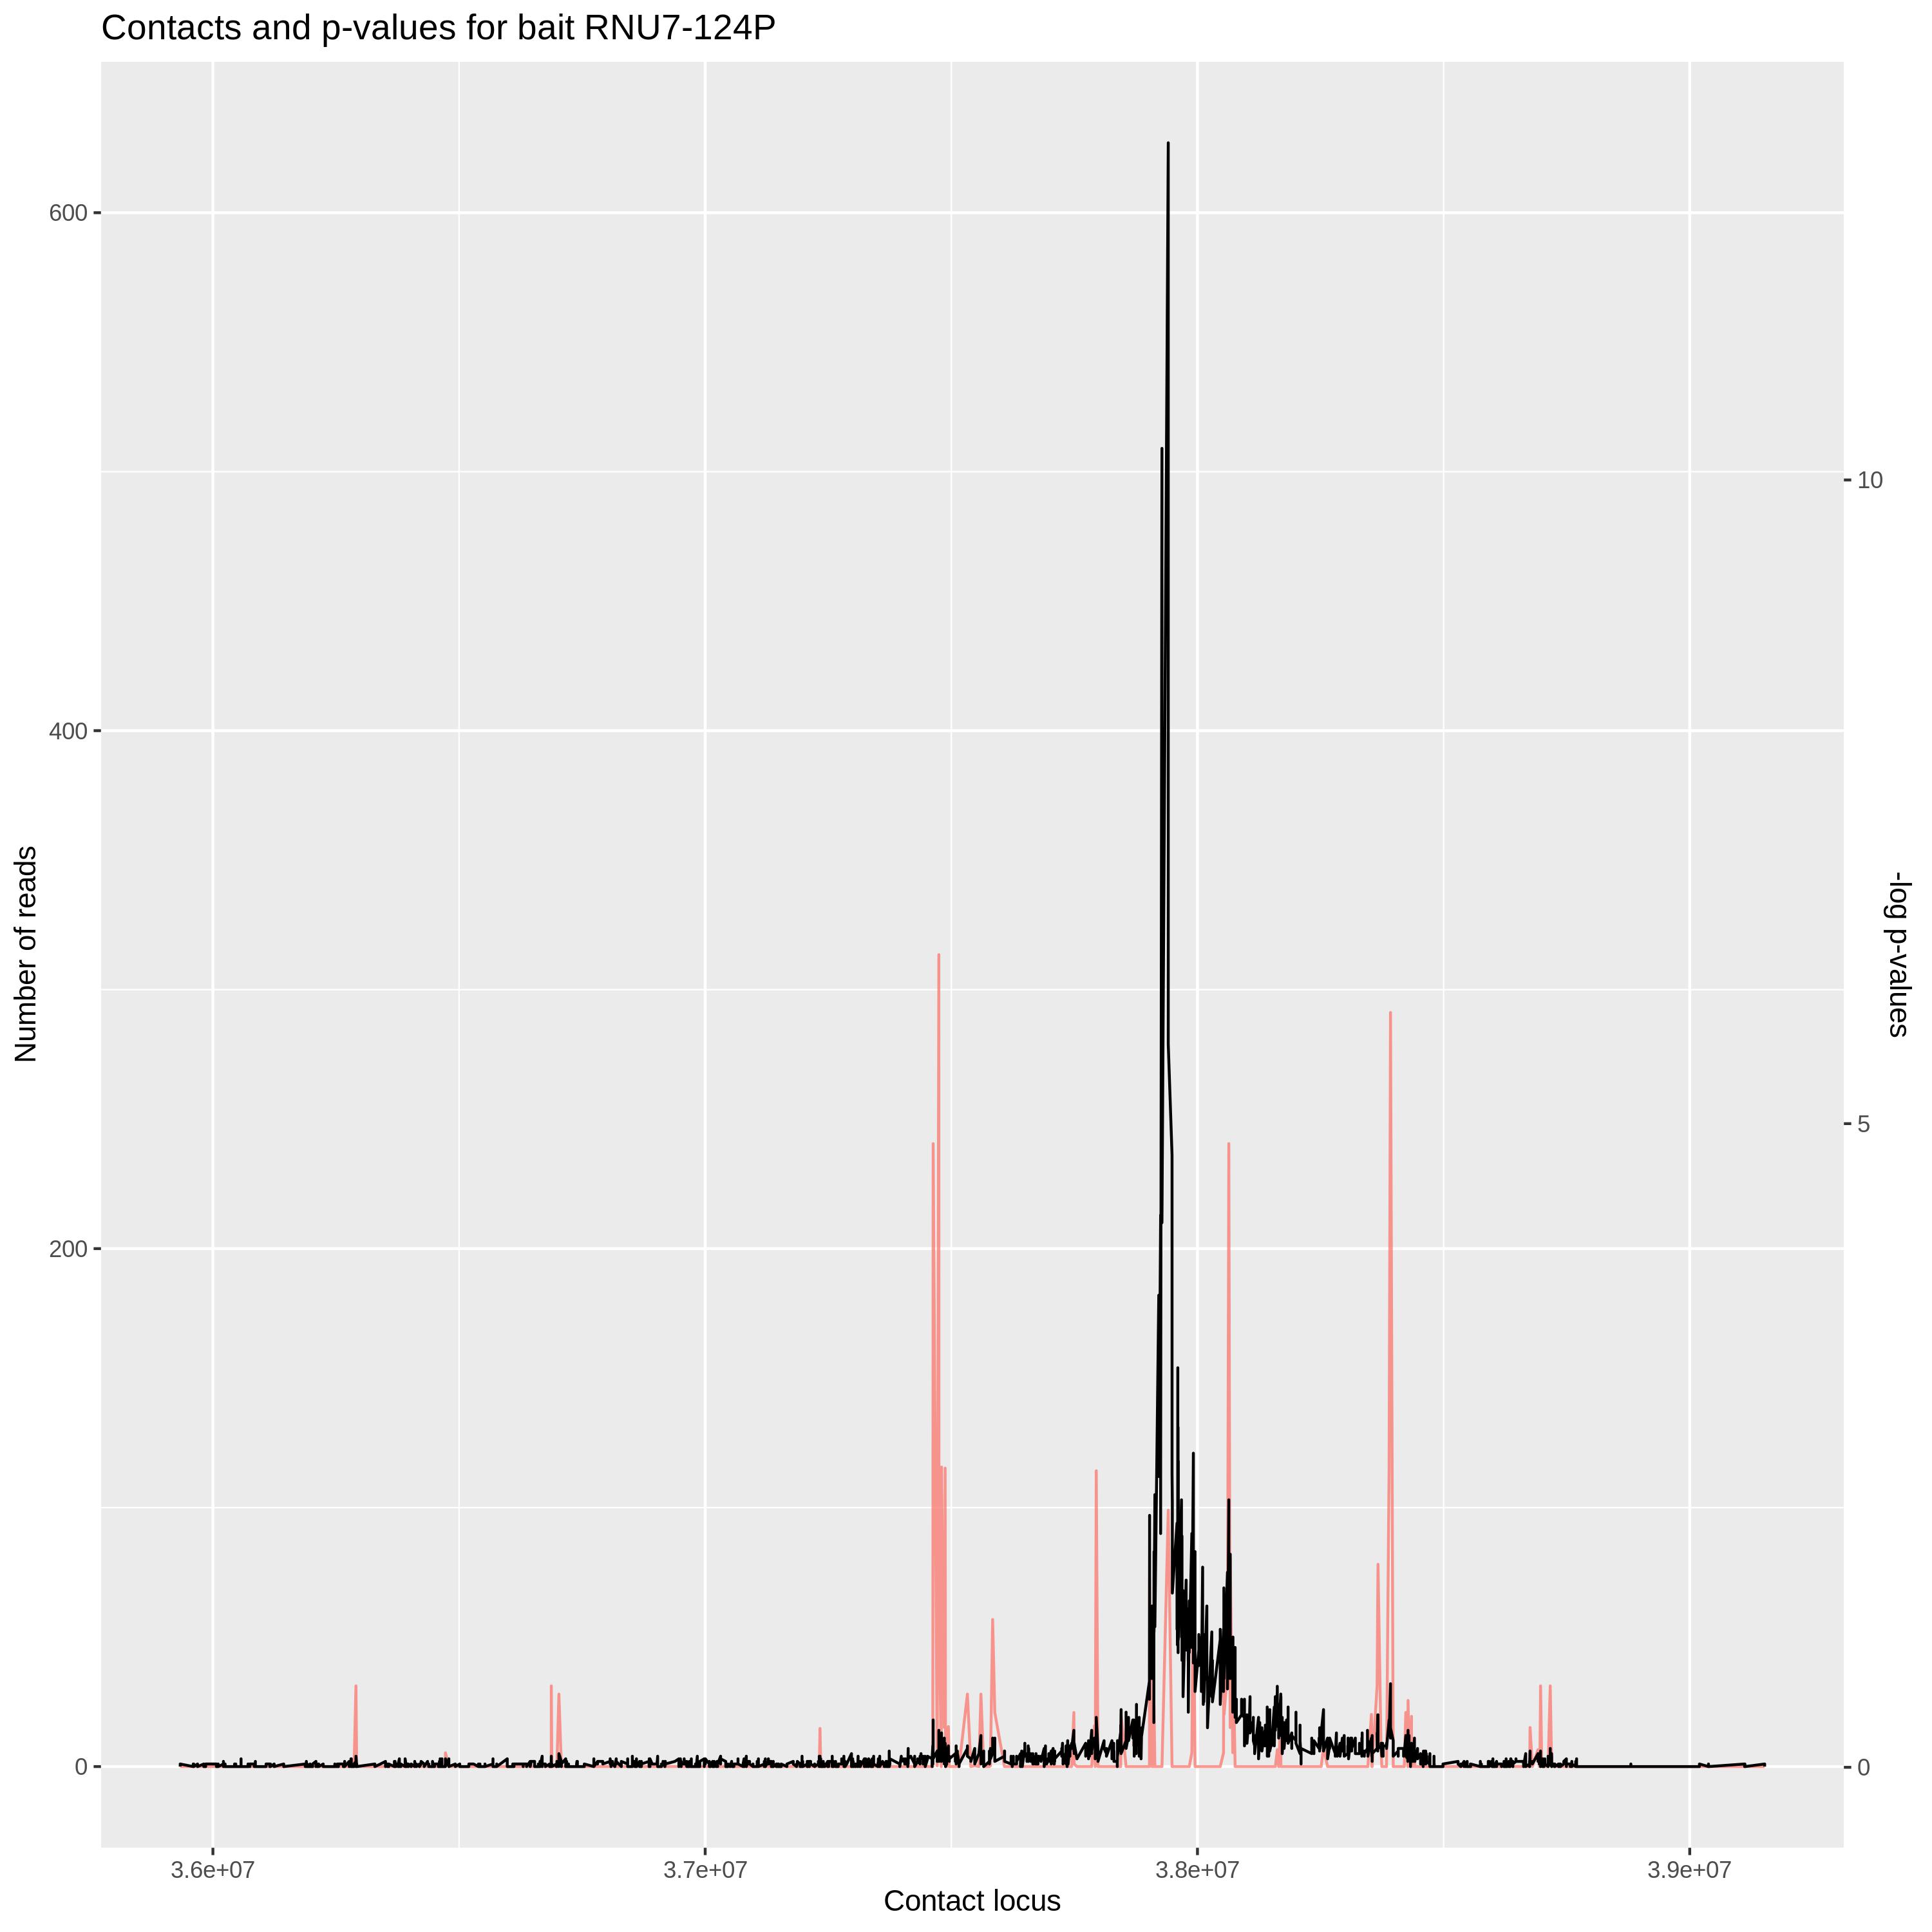 Contacts and p-values for bait RNU7-124P
600
400
200
0
10
5
0
Number of reads
-log p-values
3.6e+07
3.7e+07
3.8e+07
3.9e+07
Contact locus